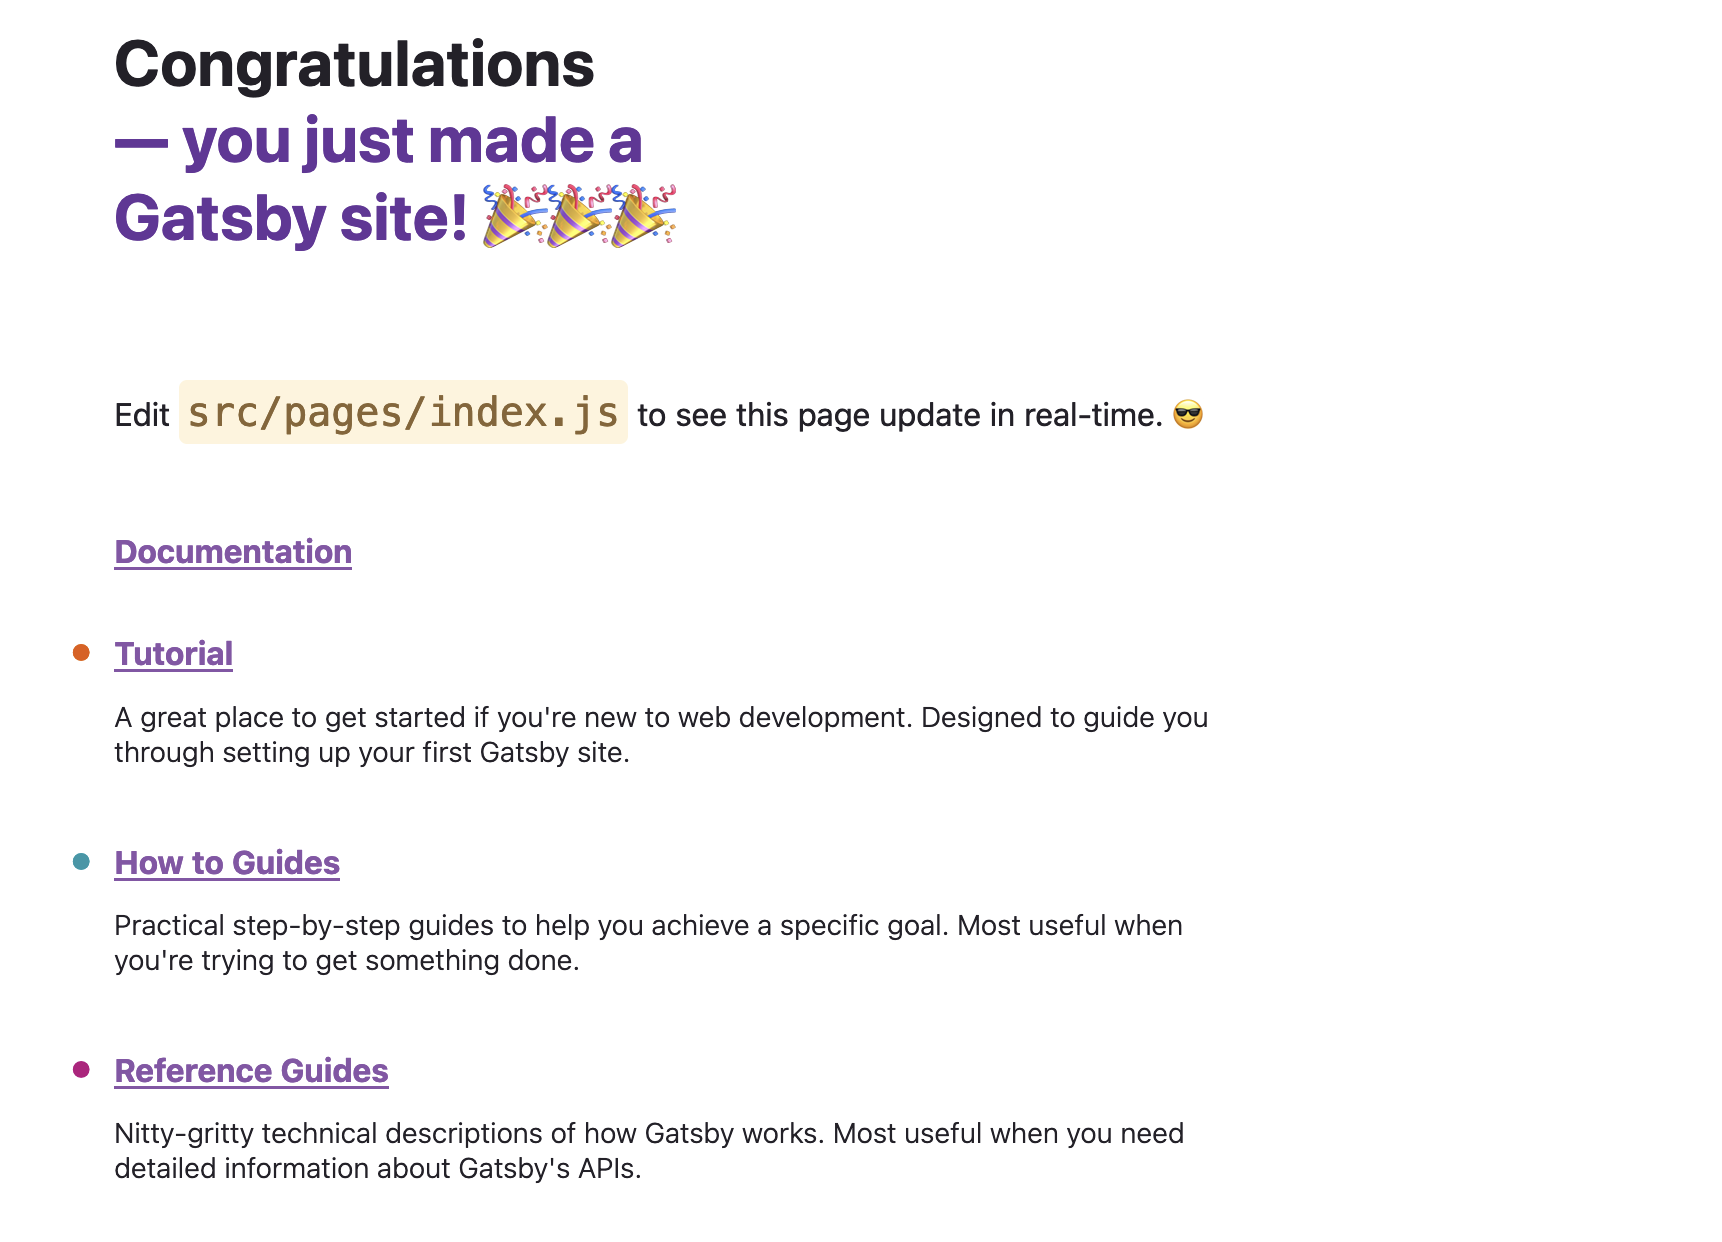 Congratulations
— you just made a
Gatsby site! 🎉🎉🎉
Edit src/pages/index.js to see this page update in real-time. 😎
Documentation
Tutorial
A great place to get started if you're new to web development. Designed to guide you
through setting up your first Gatsby site.
How to Guides
Practical step-by-step guides to help you achieve a specific goal. Most useful when
you're trying to get something done.
Reference Guides
Nitty-gritty technical descriptions of how Gatsby works. Most useful when you need
detailed information about Gatsby's APIs.